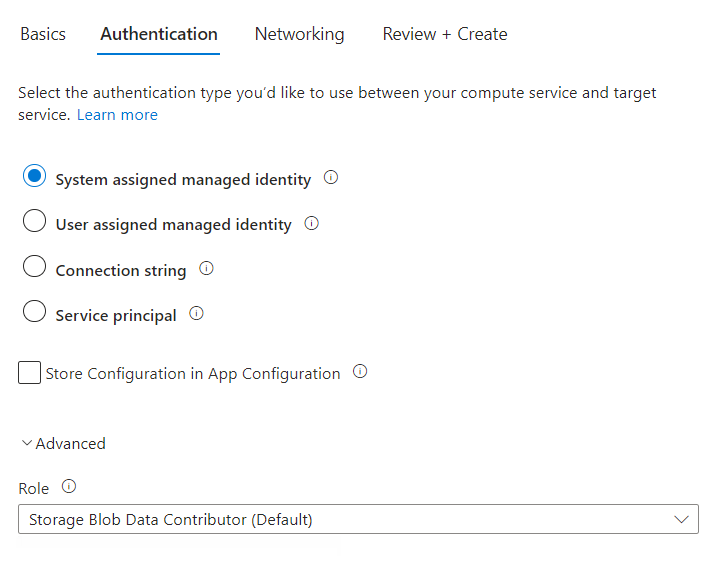 Basics Authentication Networking Review + Create
Select the authentication type you'd like to use between your compute service and target
service. Learn more
System assigned managed identity
User assigned managed identity
Connection string
Service principal
Store Configuration in App Configuration
Advanced
Role
Storage Blob Data Contributor (Default)